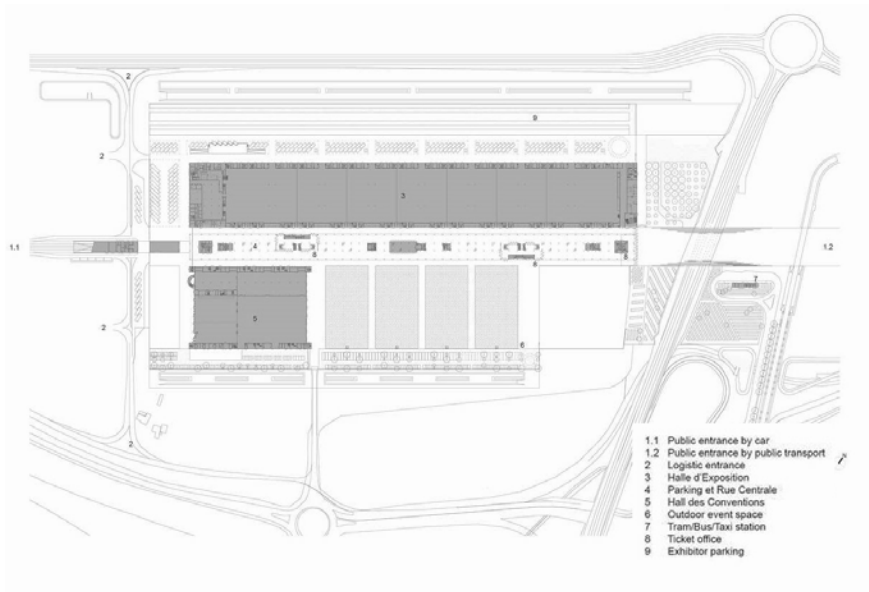 2
9
2
3
1.1
4
8
8
8
1.2
7
5
2
6
2
1.1 Public entrance by car
1.2 Public entrance by public transport
2 Logistic entrance
3 Halle d'Exposition
4 Parking et Rue Centrale
5 Hall des Conventions
6 Outdoor event space
7 Tram/Bus/Taxi station
8 Ticket office
9 Exhibitor parking